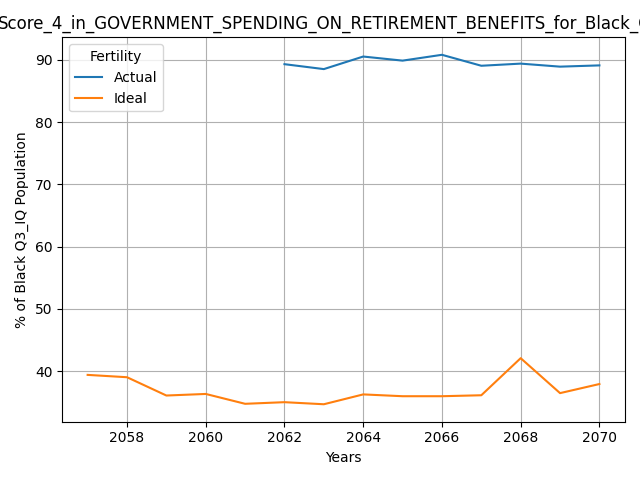 Score_4_in_GOVERNMENT_SPENDING_ON_RETIREMENT_BENEFITS_for_Black_
Fertility
Actual
Ideal
90
80
70
60
50
40
% of Black Q3_IQ Population
2058 2060 2062 2064 2066 2068 2070
Years